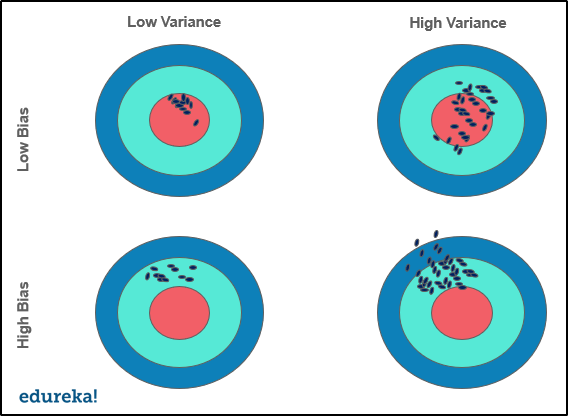 Low Variance
High Variance
Low Bias
High Bias
edureka!